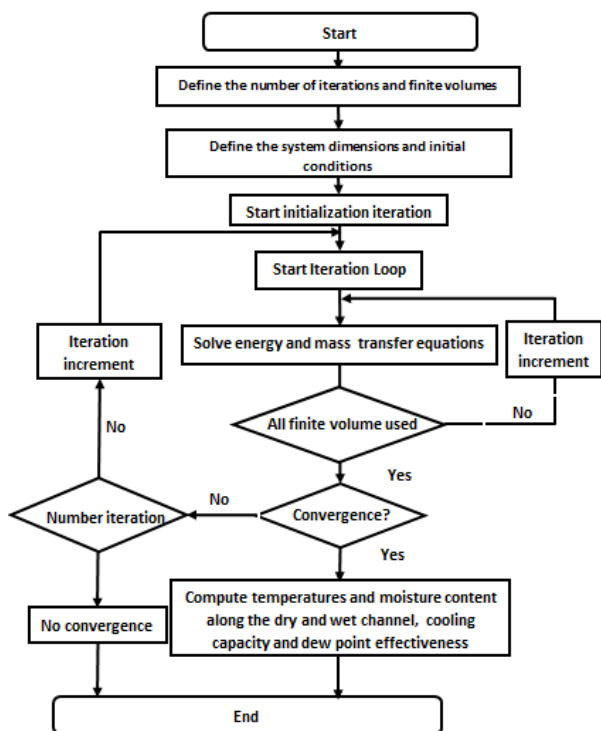 Start
Define the number of iterations and finite volumes
Define the system dimensions and initial
conditions
Start initialization iteration
Start Iteration Loop
Iteration
increment
Solve energy and mass transfer equations
Iteration
increment
No
All finite volume used
No
Yes
Number iteration
No
Convergence?
Yes
No convergence
Compute temperatures and moisture content
along the dry and wet channel, cooling
capacity and dew point effectiveness
End